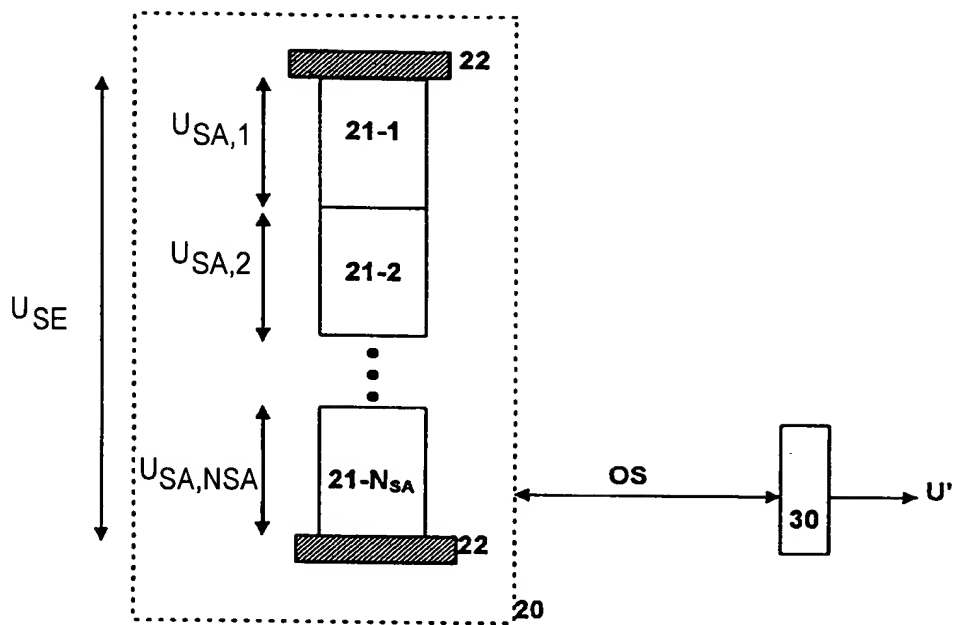 22
U_SA,1
21-1
U_SA,2
21-2
U_SE
U_SA,NSA
21-N_SA
OS
U'
30
22
20